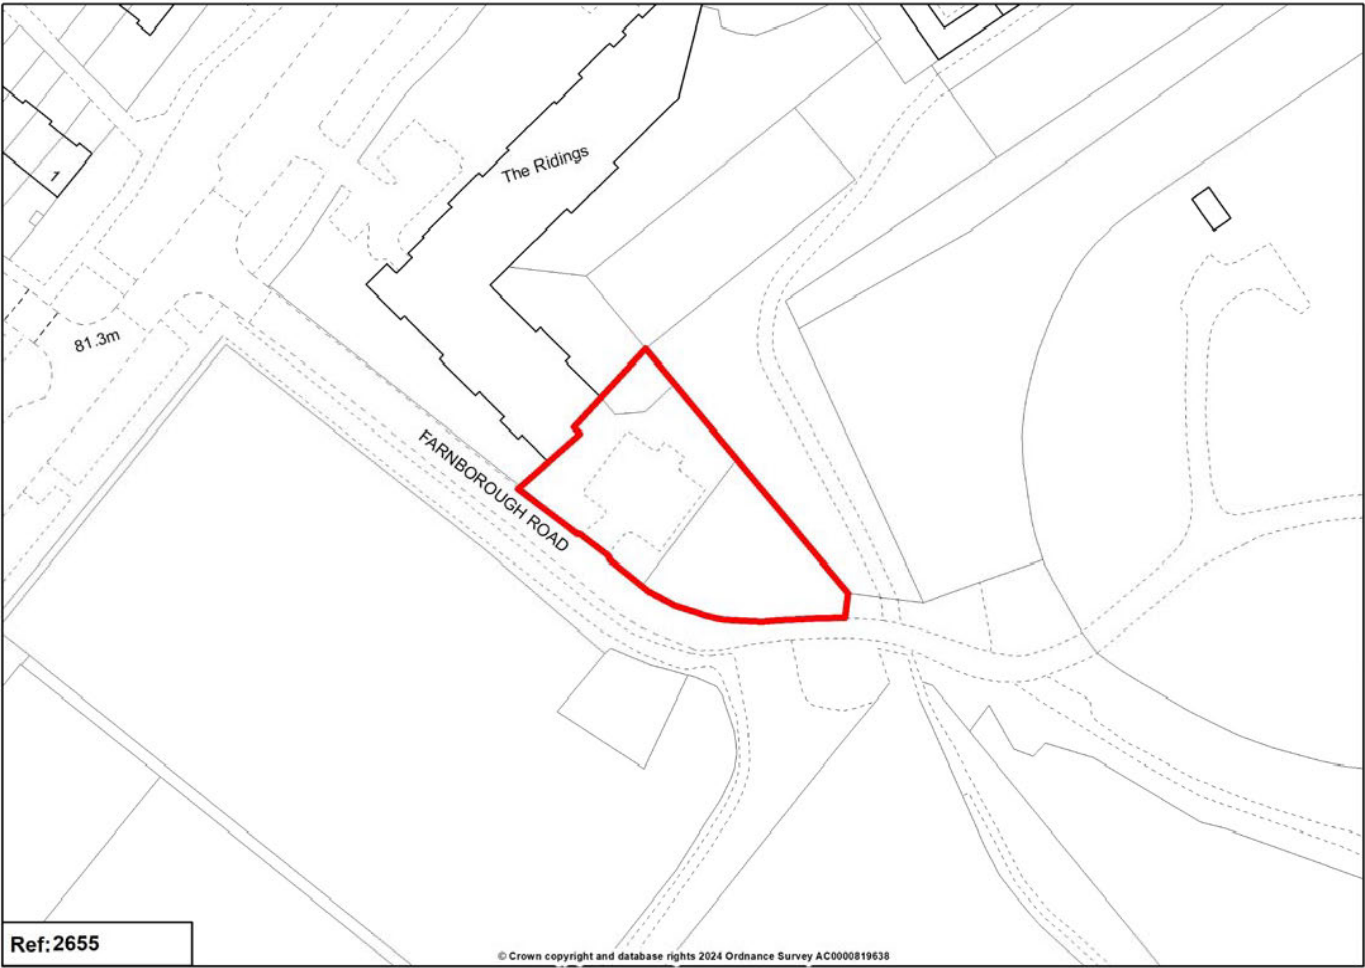 The Ridings
1
81.3m
FARNBOROUGH ROAD
Ref:2655
© Crown copyright and database rights 2024 Ordnance Survey AC0000819638